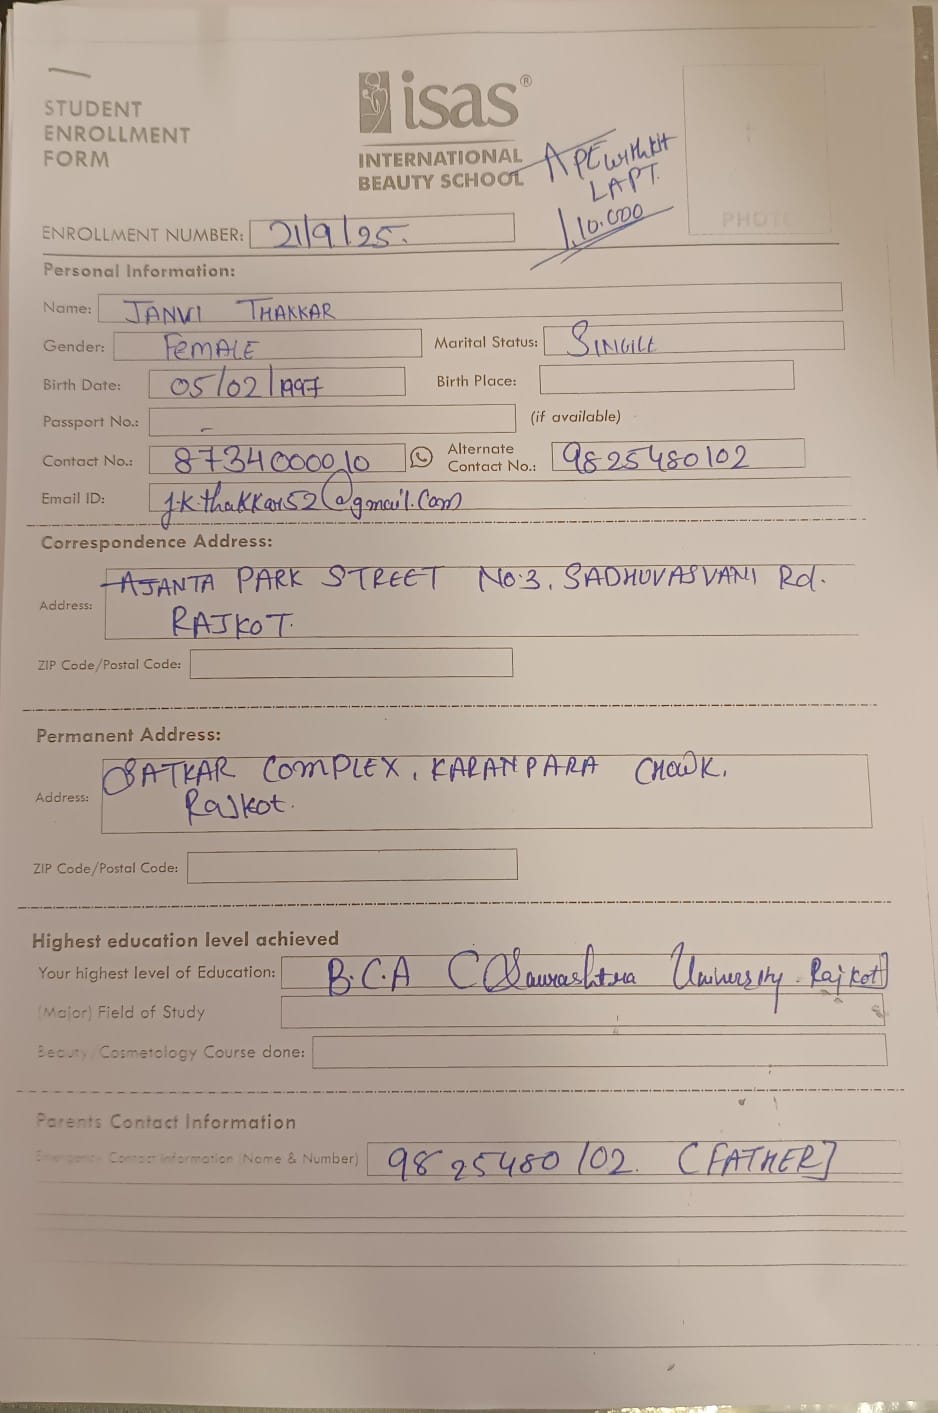 STUDENT
ENROLLMENT
FORM
isas®
INTERNATIONAL
BEAUTY SCHOOL
APE with kit
LAPT.
1,10.000
PHOTO
ENROLLMENT NUMBER: 21/9/25.
Personal Information:
Name: JANVI THAKKAR
Gender: FEMALE Marital Status: SINGLE
Birth Date: 05/02/1997 Birth Place:
Passport No.: – (if available)
Contact No.: 8734000010 Alternate Contact No.: 9825480102
Email ID: j.k.thakkar52@gmail.com
Correspondence Address:
Address: AJANTA PARK STREET No.3, SADHUVASVANI Rd.
RAJKOT.
ZIP Code/Postal Code:
Permanent Address:
Address: SATKAR COMPLEX, KARANPARA CHOWK,
Rajkot.
ZIP Code/Postal Code:
Highest education level achieved
Your highest level of Education: B.C.A (Saurashtra University. Rajkot]
(Major) Field of Study
Beauty/Cosmetology Course done:
Parents Contact Information
Emergency Contact Information (Name & Number) 9825480102. (FATHER]